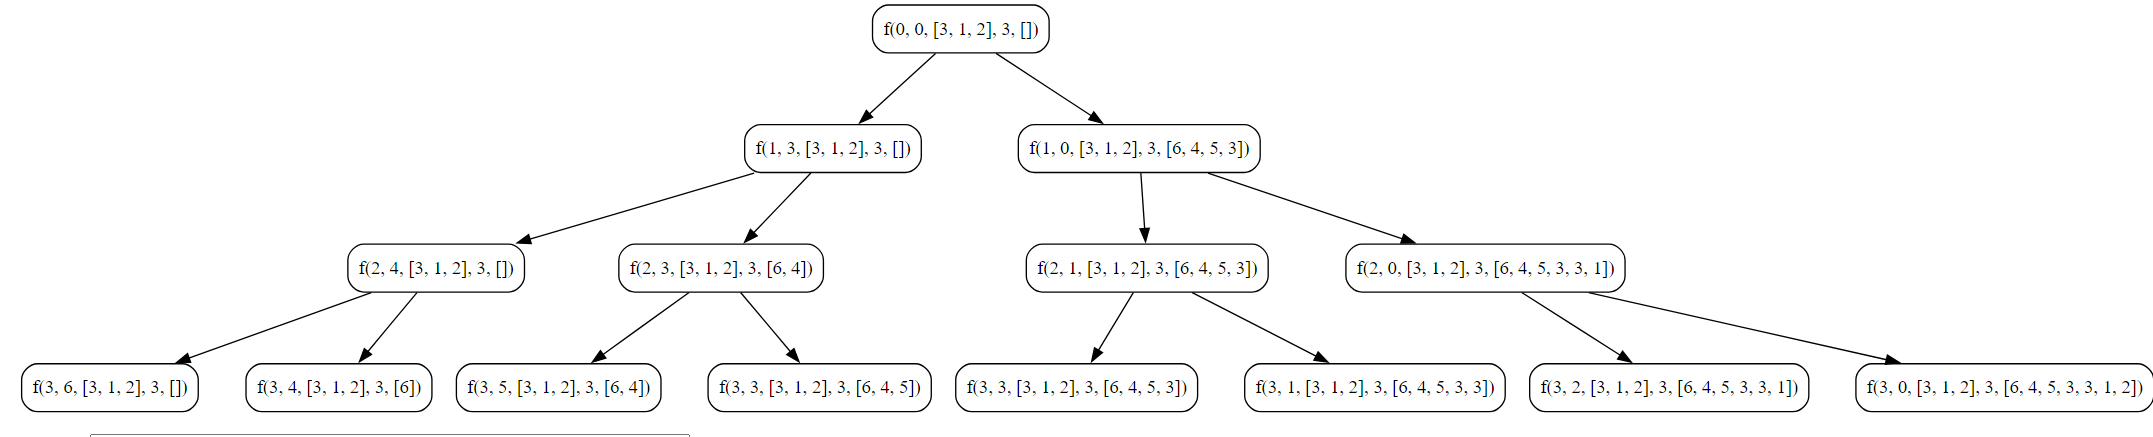 f(0, 0, [3, 1, 2], 3, [])
f(1, 3, [3, 1, 2], 3, [])
f(1, 0, [3, 1, 2], 3, [6, 4, 5, 3])
f(2, 4, [3, 1, 2], 3, [])
f(2, 3, [3, 1, 2], 3, [6, 4])
f(2, 1, [3, 1, 2], 3, [6, 4, 5, 3])
f(2, 0, [3, 1, 2], 3, [6, 4, 5, 3, 3, 1])
f(3, 6, [3, 1, 2], 3, [])
f(3, 4, [3, 1, 2], 3, [6])
f(3, 5, [3, 1, 2], 3, [6, 4])
f(3, 3, [3, 1, 2], 3, [6, 4, 5])
f(3, 3, [3, 1, 2], 3, [6, 4, 5, 3])
f(3, 1, [3, 1, 2], 3, [6, 4, 5, 3, 3])
f(3, 2, [3, 1, 2], 3, [6, 4, 5, 3, 3, 1])
f(3, 0, [3, 1, 2], 3, [6, 4, 5, 3, 3, 1, 2])